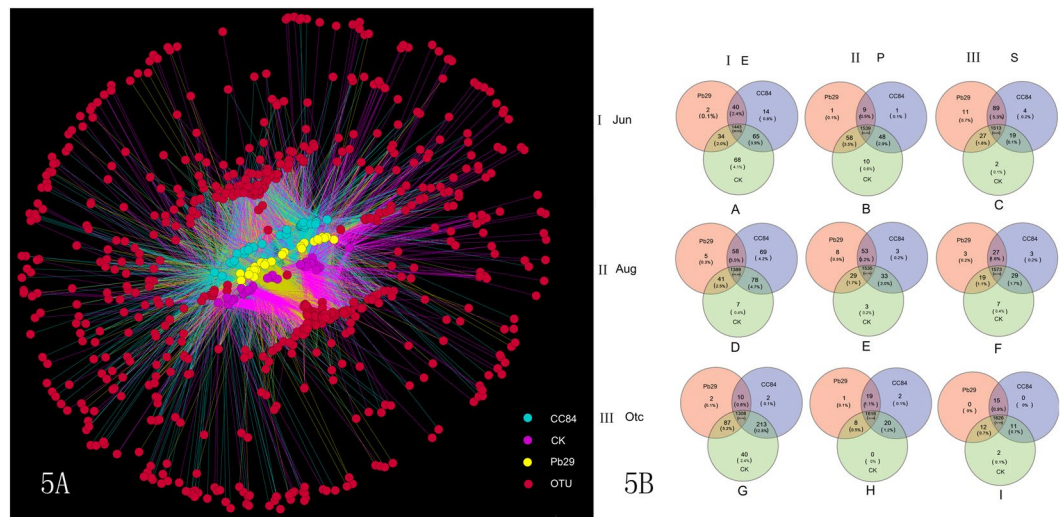 5A
CC84
CK
Pb29
OTU
5B
I E
II P
III S
I Jun
Pb29
CC84
2
(0.1%)
40
(2.4%)
14
(0.8%)
34
(2.0%)
65
(3.9%)
68
(4.1%)
CK
A
Pb29
CC84
1
(0.1%)
9
(0.5%)
1
(0.1%)
58
(3.5%)
1539
48
(2.9%)
10
(0.6%)
CK
B
Pb29
CC84
11
(0.7%)
89
4
(0.2%)
27
(1.6%)
1513
19
(0.1%)
2
(0.1%)
CK
C
II Aug
Pb29
CC84
5
(0.3%)
58
(3.5%)
69
(4.2%)
41
(2.5%)
1399
78
(4.7%)
7
(0.4%)
CK
D
Pb29
CC84
8
(0.5%)
53
3
(0.2%)
29
(1.7%)
1535
33
(2.0%)
3
(0.2%)
CK
E
Pb29
CC84
3
(0.2%)
27
3
(0.2%)
19
(1.1%)
1573
29
(1.7%)
7
(0.4%)
CK
F
III Otc
Pb29
CC84
2
(0.1%)
10
(0.6%)
2
(0.1%)
87
213
(12.8%)
40
(2.4%)
CK
G
Pb29
CC84
1
(0.1%)
19
(1.1%)
2
(0.1%)
8
(0.5%)
1616
20
(1.2%)
0
(0%)
CK
H
Pb29
CC84
0
(0%)
15
(0.9%)
0
(0%)
12
(0.7%)
1626
11
(0.7%)
2
(0.1%)
CK
I